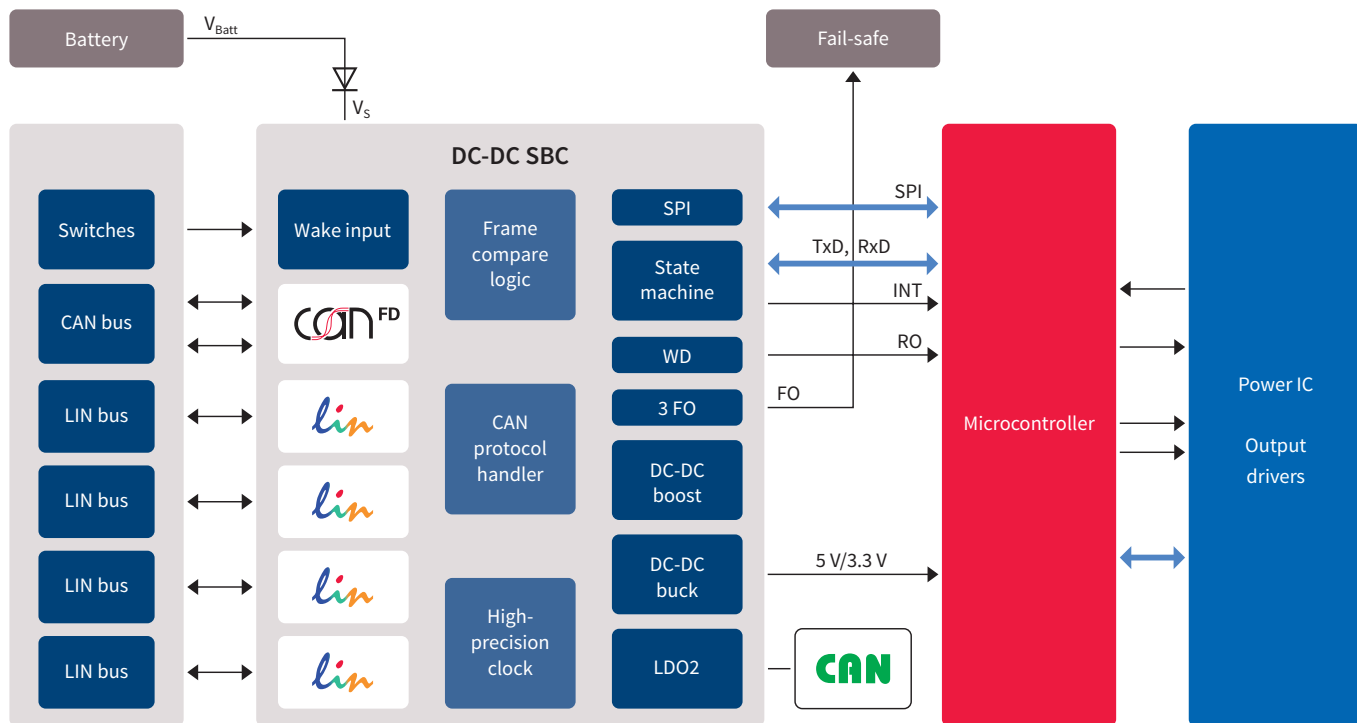 Battery
V_Batt
V_S
Fail-safe
DC-DC SBC
Switches
CAN bus
LIN bus
LIN bus
LIN bus
LIN bus
Wake input
can FD
lin
lin
lin
lin
Frame
compare
logic
CAN
protocol
handler
High-
precision
clock
SPI
State
machine
WD
3 FO
DC-DC
boost
DC-DC
buck
LDO2
SPI
TxD, RxD
INT
RO
FO
5 V/3.3 V
CAN
Microcontroller
Power IC
Output
drivers